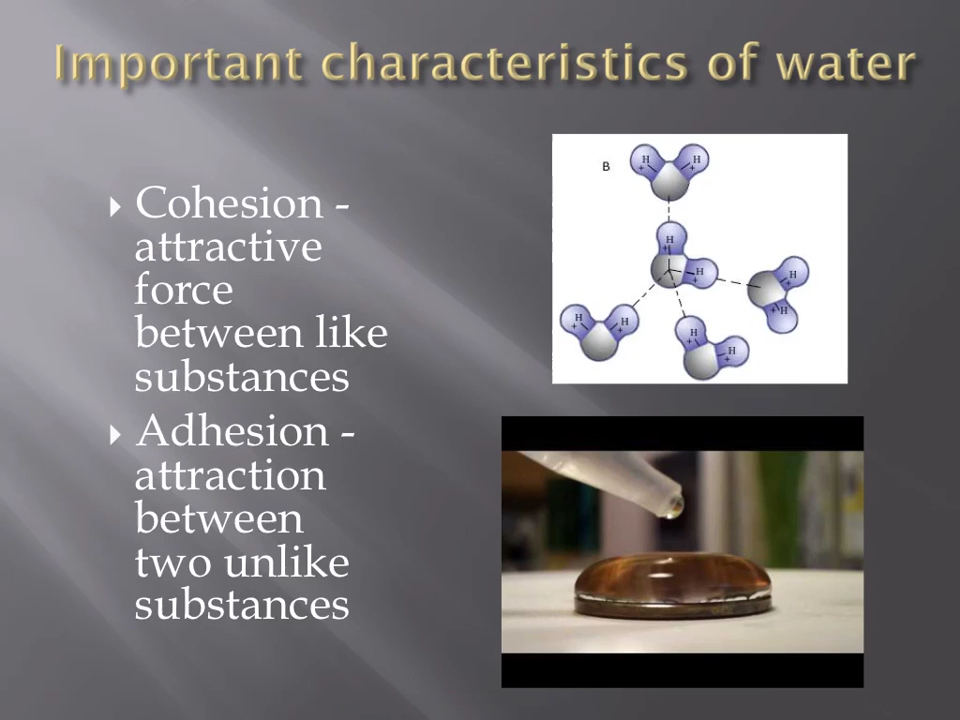 Important characteristics of water
Cohesion -
attractive
force
between like
substances
Adhesion -
attraction
between
two unlike
substances
B
H
+
H
+
H
+
H
+
H
+
H
+
H
+
H
+
H
+
H
+